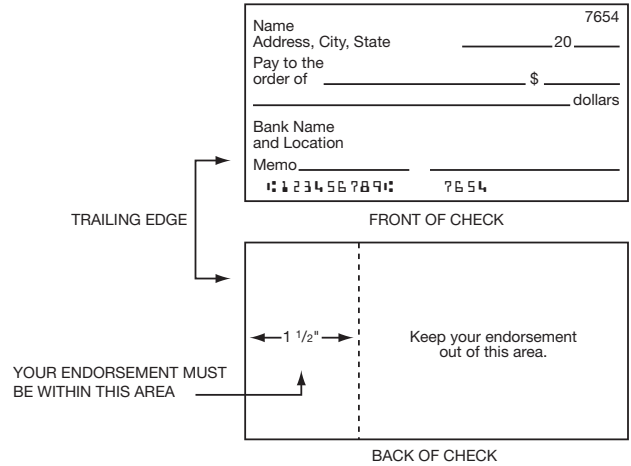 7654
Name
Address, City, State 20
Pay to the
order of $
dollars
Bank Name
and Location
Memo
⑆123456789⑆ 7654
TRAILING EDGE
FRONT OF CHECK
1 1/2"
Keep your endorsement
out of this area.
YOUR ENDORSEMENT MUST
BE WITHIN THIS AREA
BACK OF CHECK